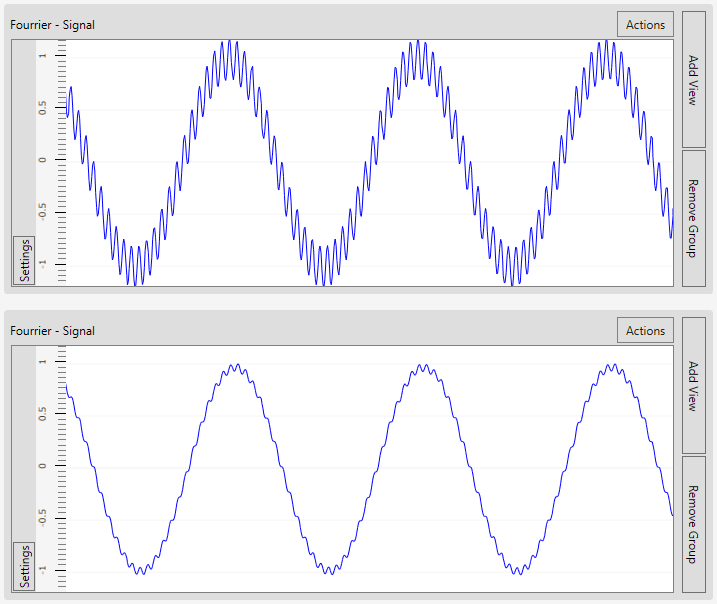 Fourrier - Signal
Actions
Add View
Remove Group
Settings
1
0.5
0
-0.5
-1
Fourrier - Signal
Actions
Add View
Remove Group
Settings
1
0.5
0
-0.5
-1